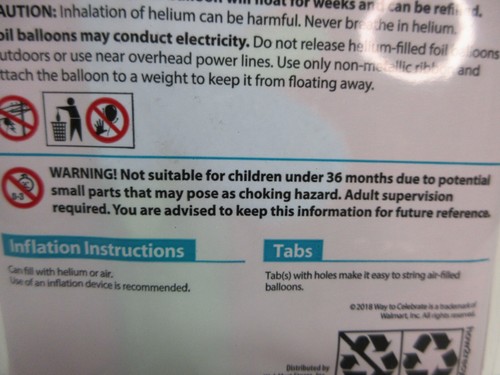 will float for weeks and can be refilled.
AUTION: Inhalation of helium can be harmful. Never breathe in helium.
oil balloons may conduct electricity. Do not release helium-filled foil balloons
utdoors or use near overhead power lines. Use only non-metallic ribbon and
ttach the balloon to a weight to keep it from floating away.
WARNING! Not suitable for children under 36 months due to potential
small parts that may pose as choking hazard. Adult supervision
required. You are advised to keep this information for future reference.
0-3
Inflation Instructions
Can fill with helium or air.
Use of an inflation device is recommended.
Tabs
Tab(s) with holes make it easy to string air-filled
balloons.
©2018 Way to Celebrate is a trademark of
Walmart, Inc. All rights reserved.
Distributed by